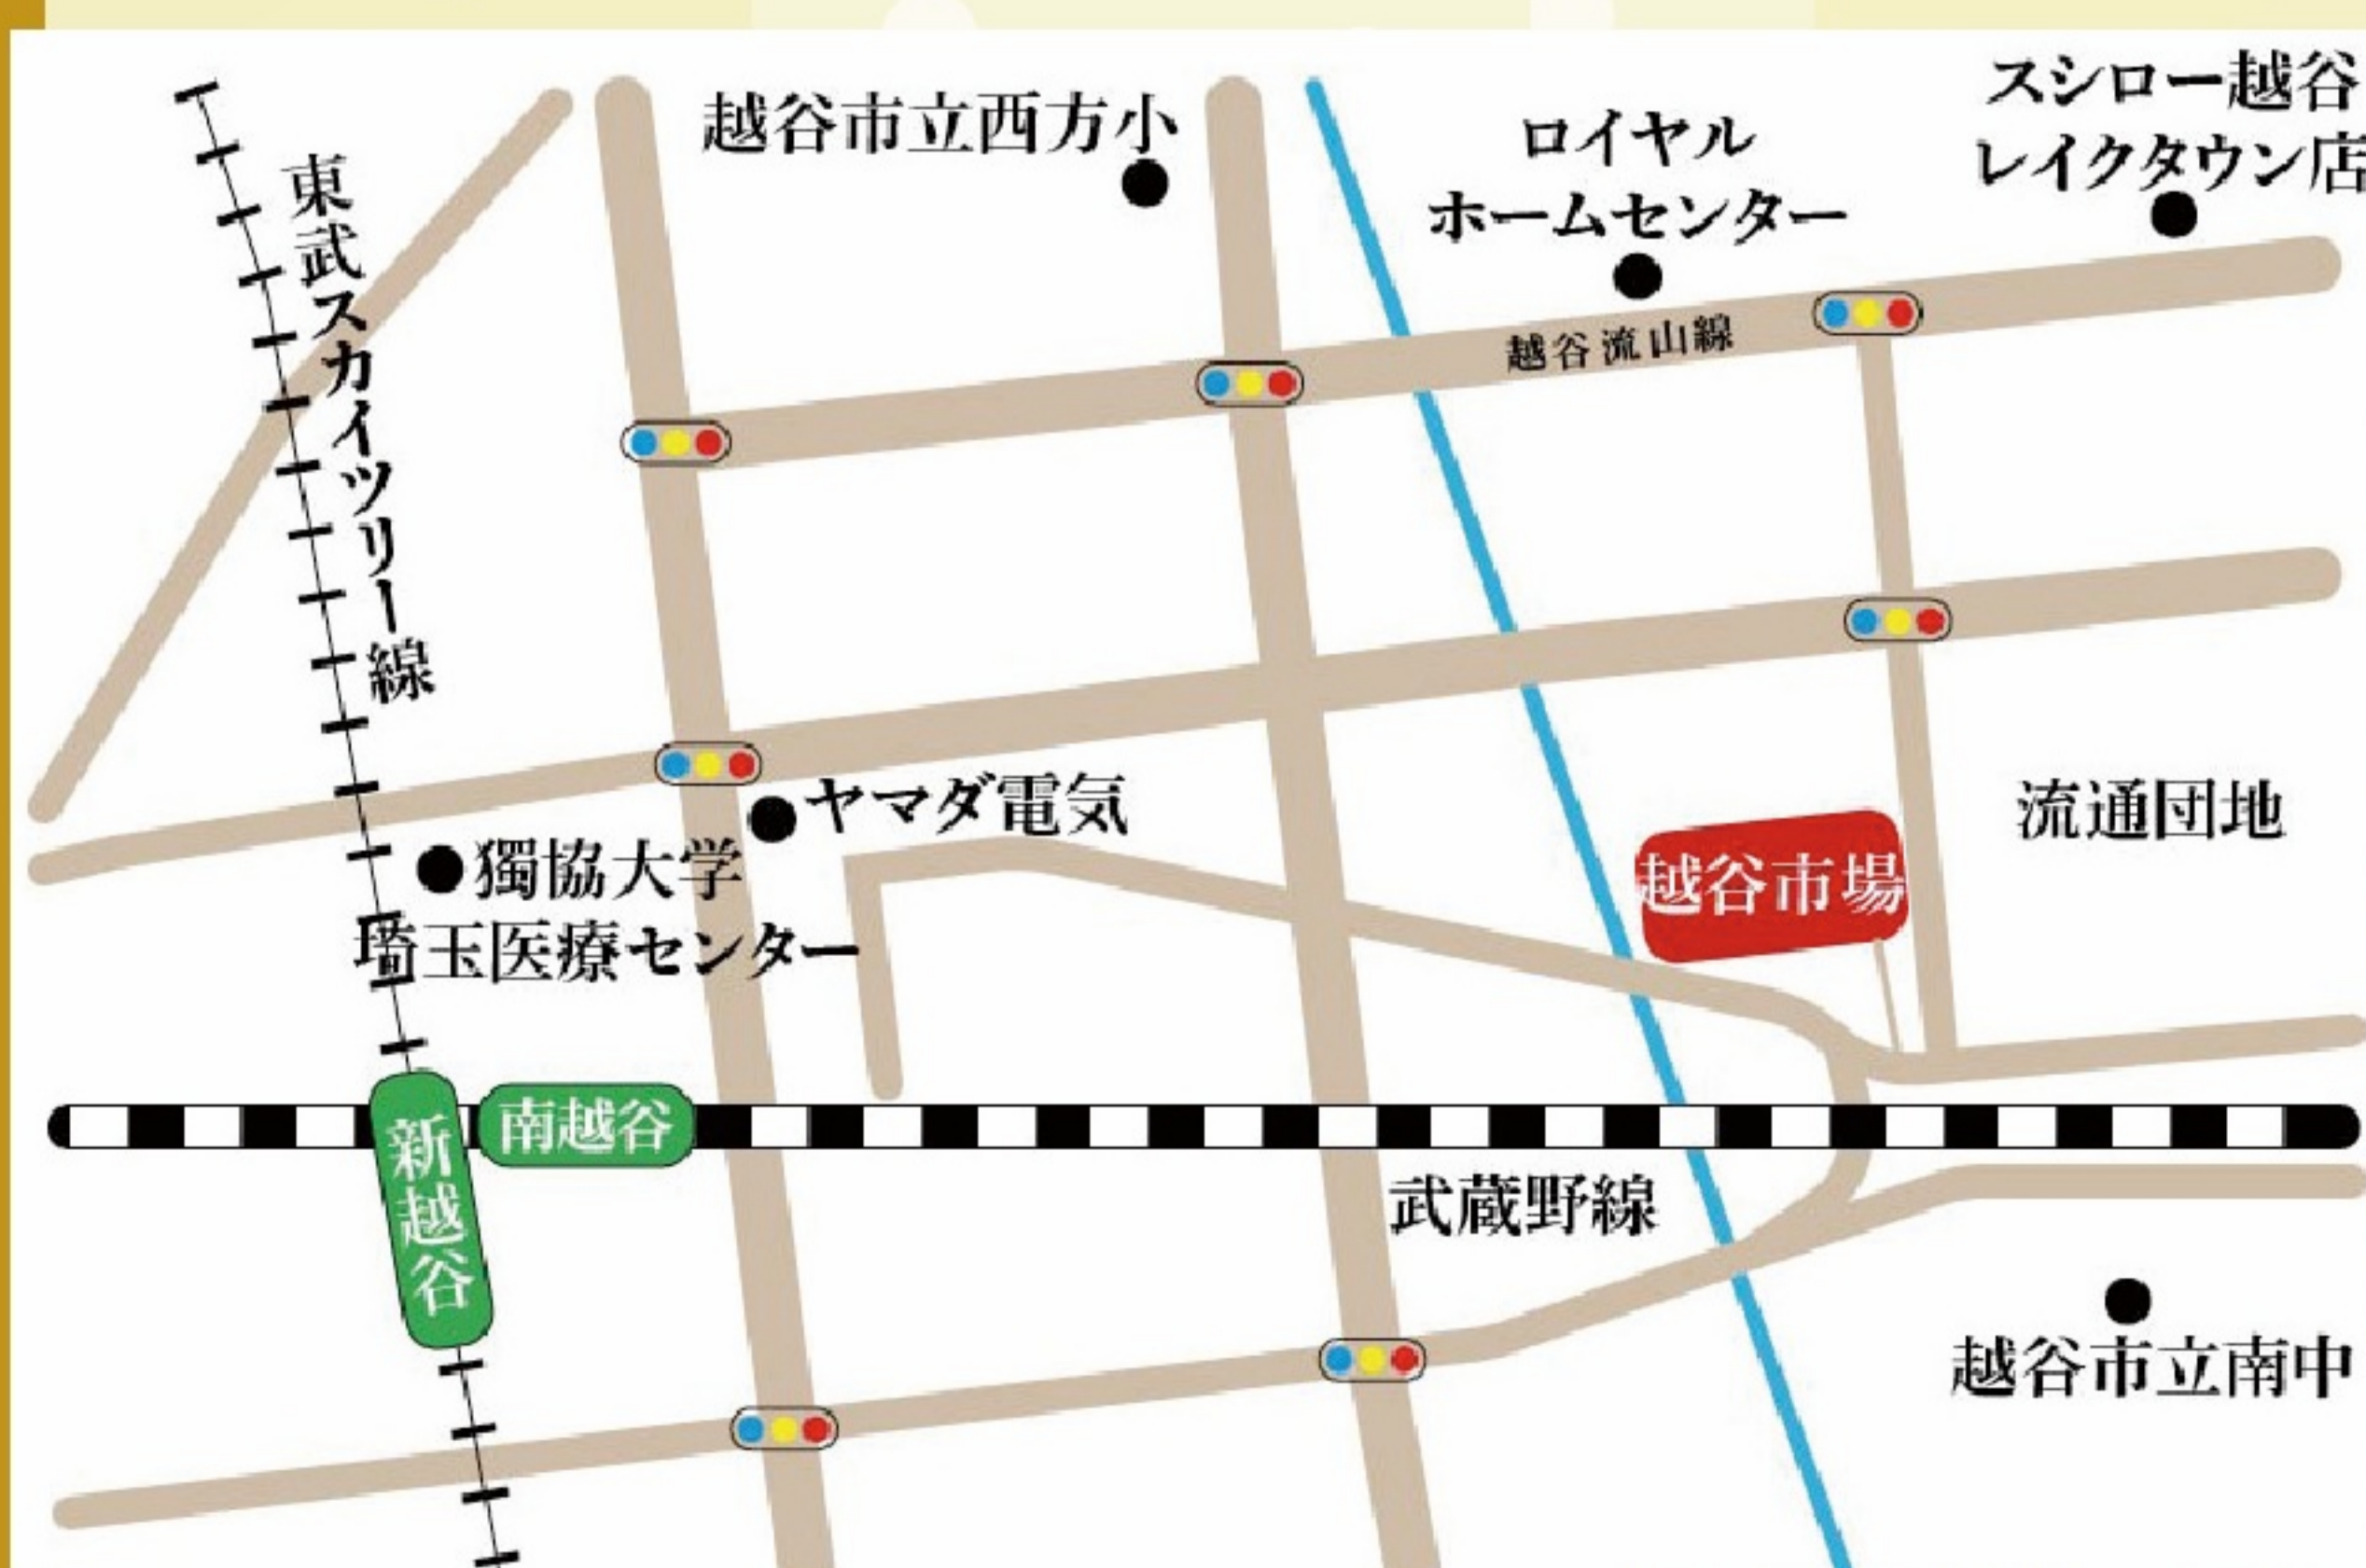 越谷市立西方小
スシロー越谷
レイクタウン店
ロイヤル
ホームセンター
東武スカイツリー線
越谷流山線
ヤマダ電気
流通団地
獨協大学
埼玉医療センター
越谷市場
南越谷
新越谷
武蔵野線
越谷市立南中